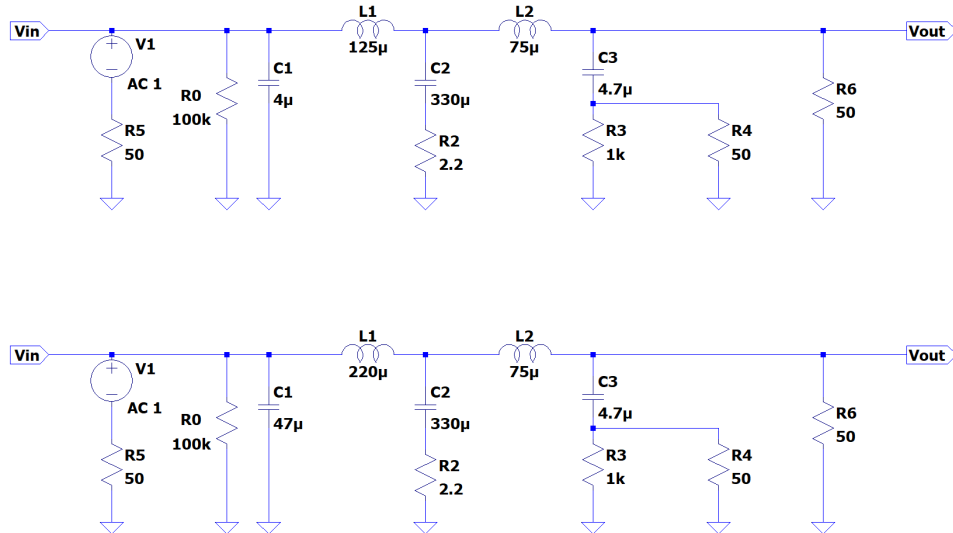 Vin
V1
AC 1
R5
50
R0
100k
C1
4µ
L1
125µ
C2
330µ
R2
2.2
L2
75µ
C3
4.7µ
R3
1k
R4
50
R6
50
Vout
Vin
V1
AC 1
R5
50
R0
100k
C1
47µ
L1
220µ
C2
330µ
R2
2.2
L2
75µ
C3
4.7µ
R3
1k
R4
50
R6
50
Vout